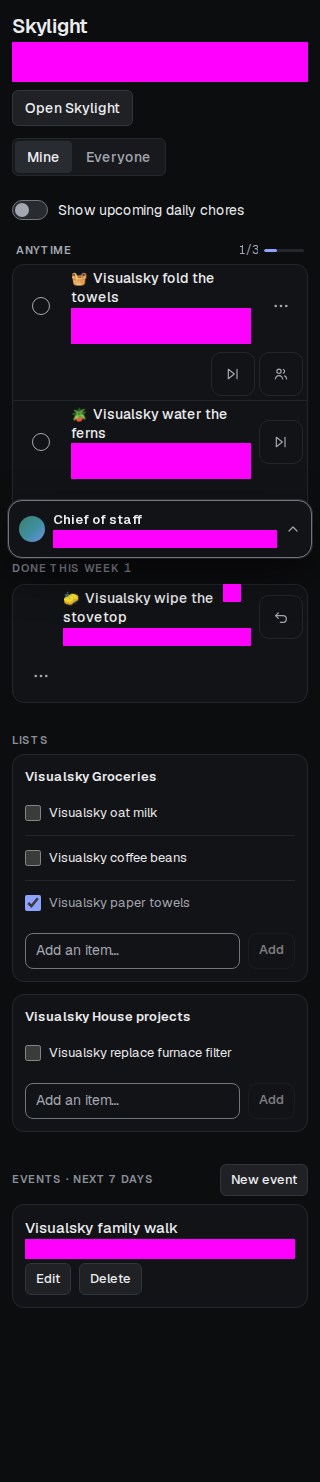 Skylight
Open Skylight
Mine Everyone
Show upcoming daily chores
ANYTIME 1/3
🧺 Visualsky fold the
towels
🪴 Visualsky water the
ferns
Chief of staff
DONE THIS WEEK 1
🧽 Visualsky wipe the
stovetop
LISTS
Visualsky Groceries
Visualsky oat milk
Visualsky coffee beans
Visualsky paper towels
Add an item... Add
Visualsky House projects
Visualsky replace furnace filter
Add an item... Add
EVENTS · NEXT 7 DAYS New event
Visualsky family walk
Edit Delete